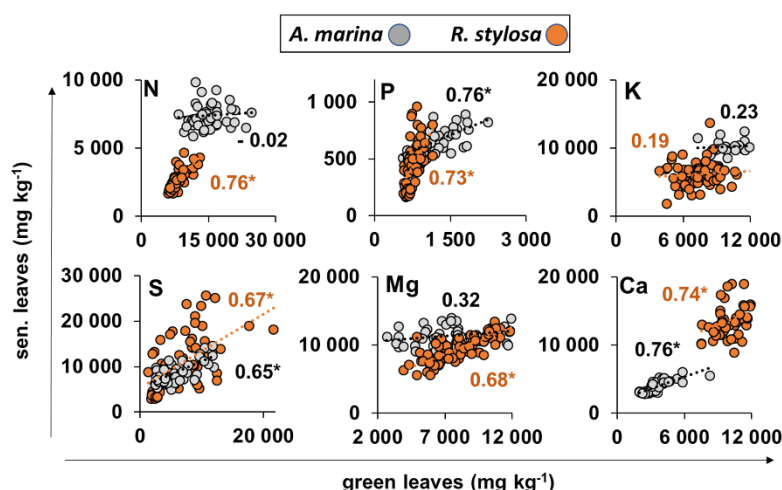 A. marina R. stylosa
N
10 000
5 000
0
0 15 000 30 000
- 0.02
0.76*
P
1 000
500
0
0 1 500 3 000
0.76*
0.73*
K
20 000
10 000
0
0 6 000 12 000
0.23
0.19
S
30 000
20 000
10 000
0
0 20 000
0.67*
0.65*
Mg
20 000
10 000
0
2 000 7 000 12 000
0.32
0.68*
Ca
20 000
10 000
0
0 6 000 12 000
0.74*
0.76*
sen. leaves (mg kg-1)
green leaves (mg kg-1)